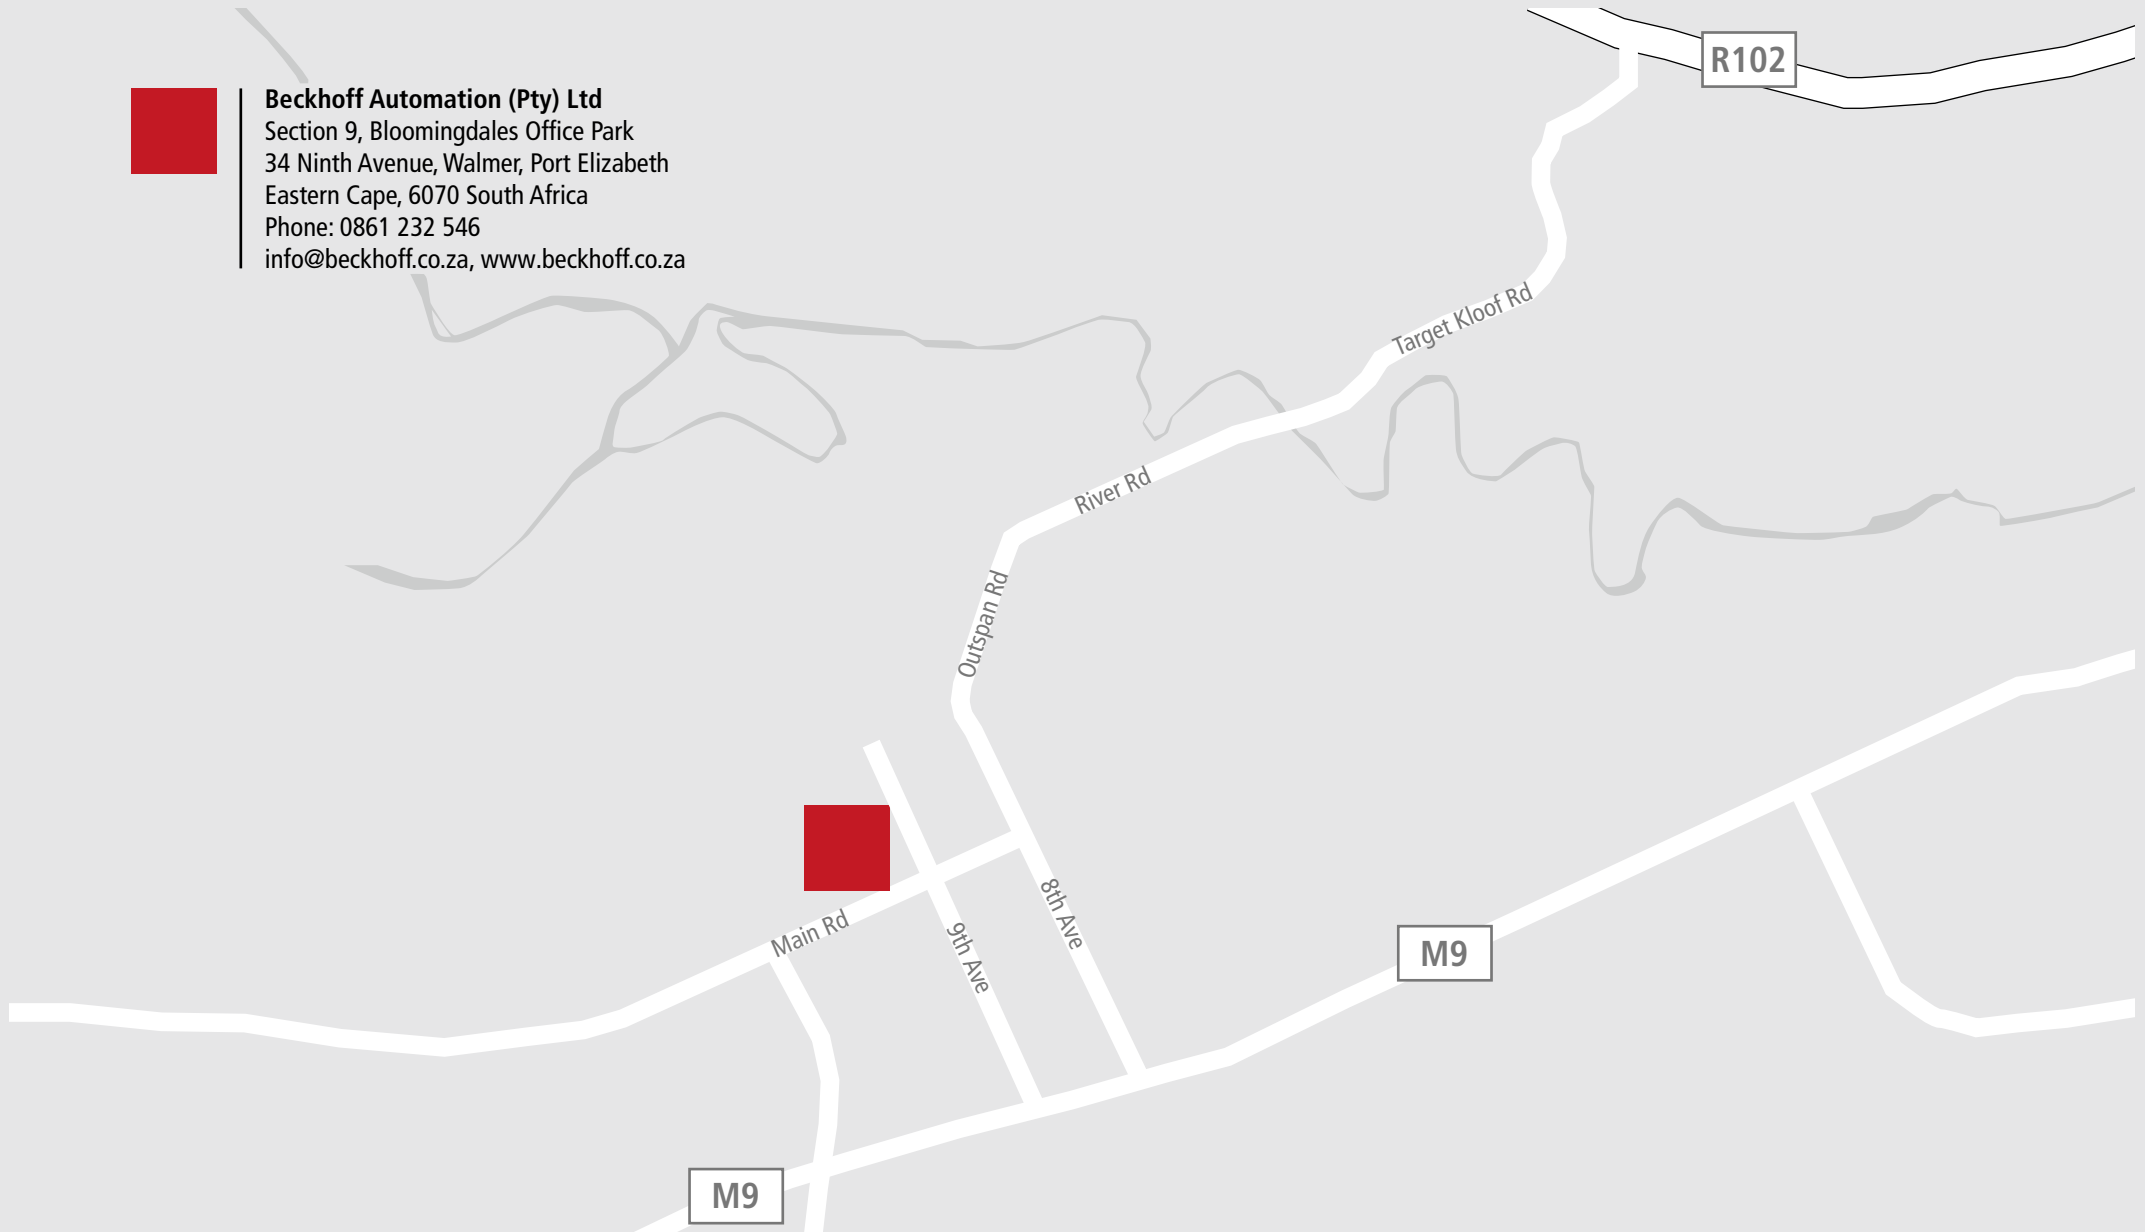 Beckhoff Automation (Pty) Ltd
Section 9, Bloomingdales Office Park
34 Ninth Avenue, Walmer, Port Elizabeth
Eastern Cape, 6070 South Africa
Phone: 0861 232 546
info@beckhoff.co.za, www.beckhoff.co.za
R102
Target Kloof Rd
River Rd
Outspan Rd
8th Ave
Main Rd
9th Ave
M9
M9